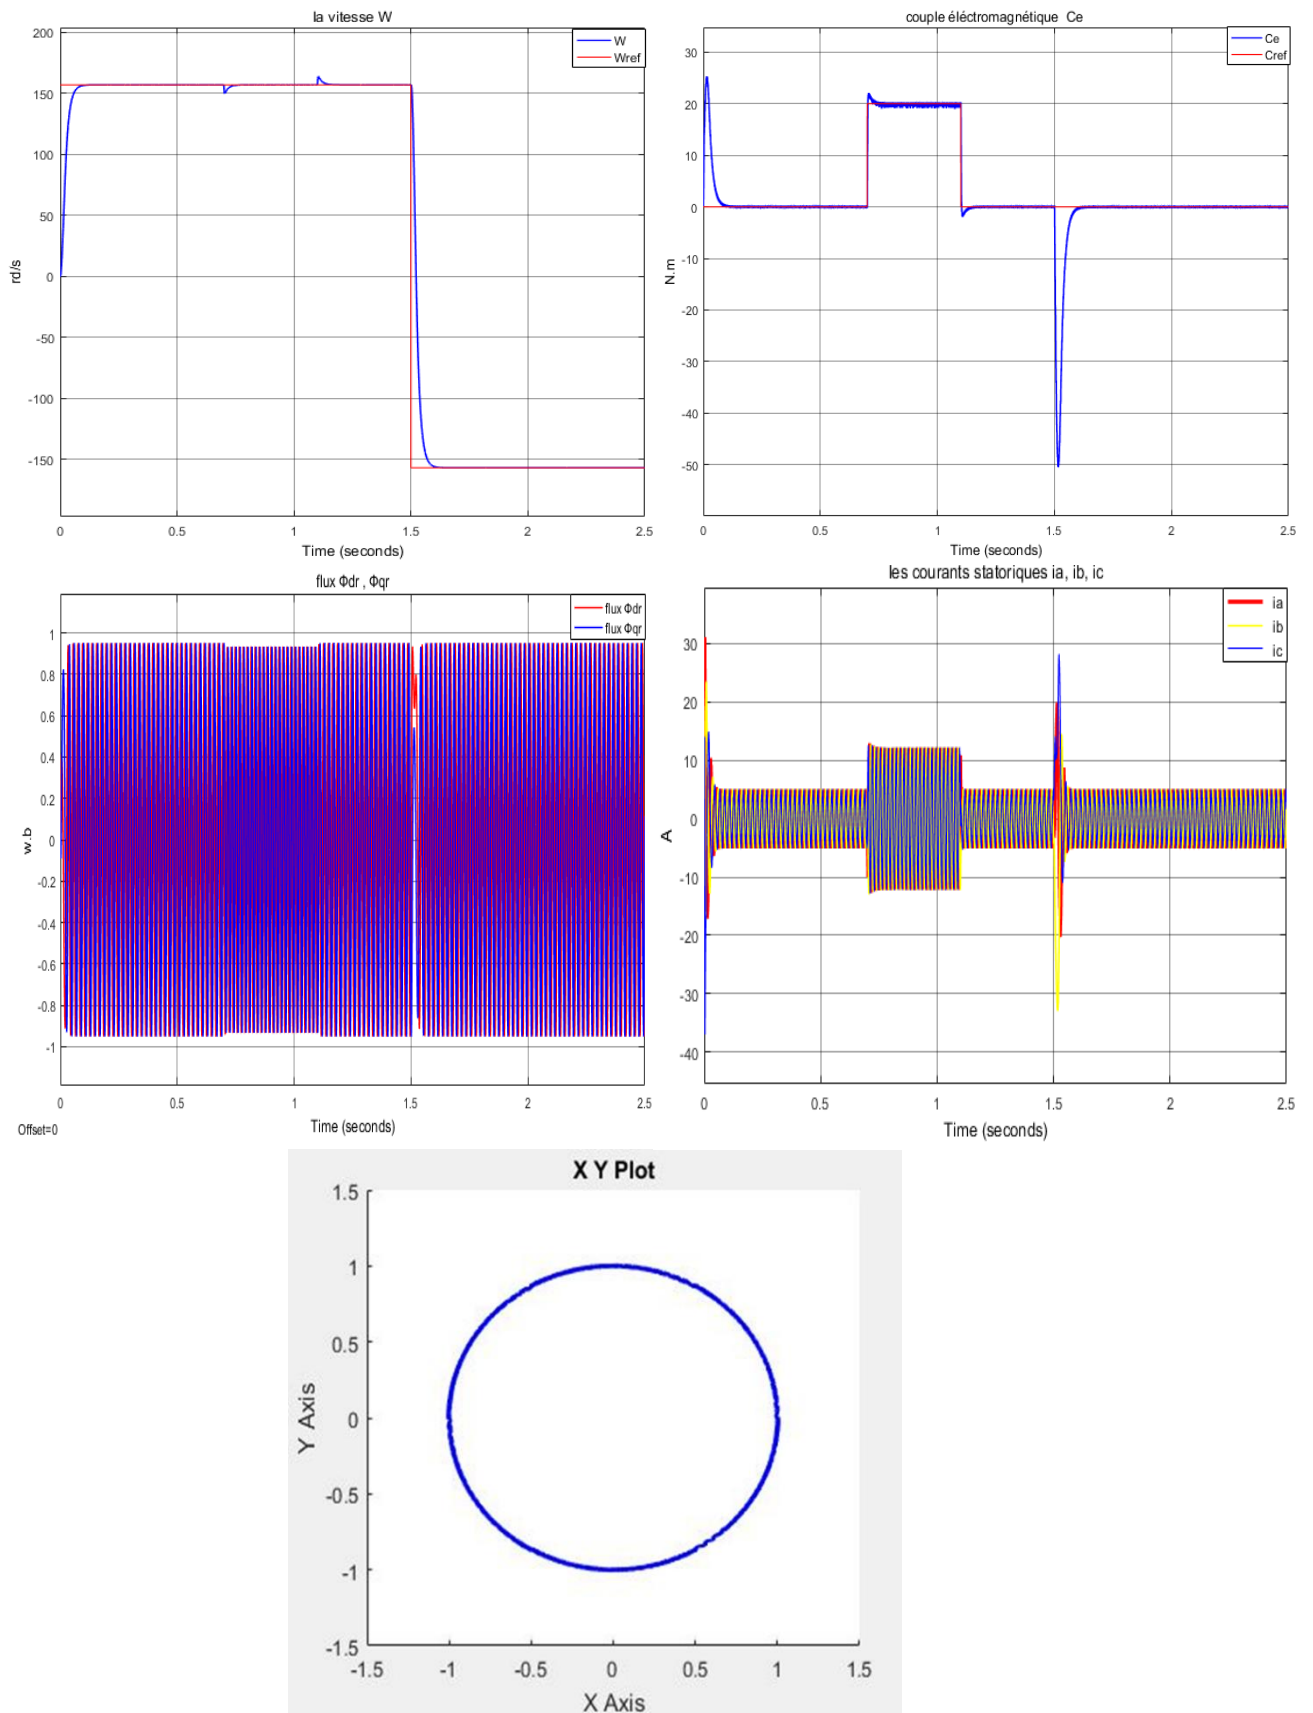 la vitesse W
W
Wref
200
150
100
50
0
-50
-100
-150
rd/s
0 0.5 1 1.5 2 2.5
Time (seconds)
couple éléctromagnétique Ce
Ce
Cref
30
20
10
0
-10
-20
-30
-40
-50
N.m
0 0.5 1 1.5 2 2.5
Time (seconds)
flux Φdr , Φqr
flux Φdr
flux Φqr
1
0.8
0.6
0.4
0.2
0
-0.2
-0.4
-0.6
-0.8
-1
w.b
0 0.5 1 1.5 2 2.5
Time (seconds)
Offset=0
les courants statoriques ia, ib, ic
ia
ib
ic
30
20
10
0
-10
-20
-30
-40
A
0 0.5 1 1.5 2 2.5
Time (seconds)
X Y Plot
1.5
1
0.5
0
-0.5
-1
-1.5
Y Axis
-1.5 -1 -0.5 0 0.5 1 1.5
X Axis